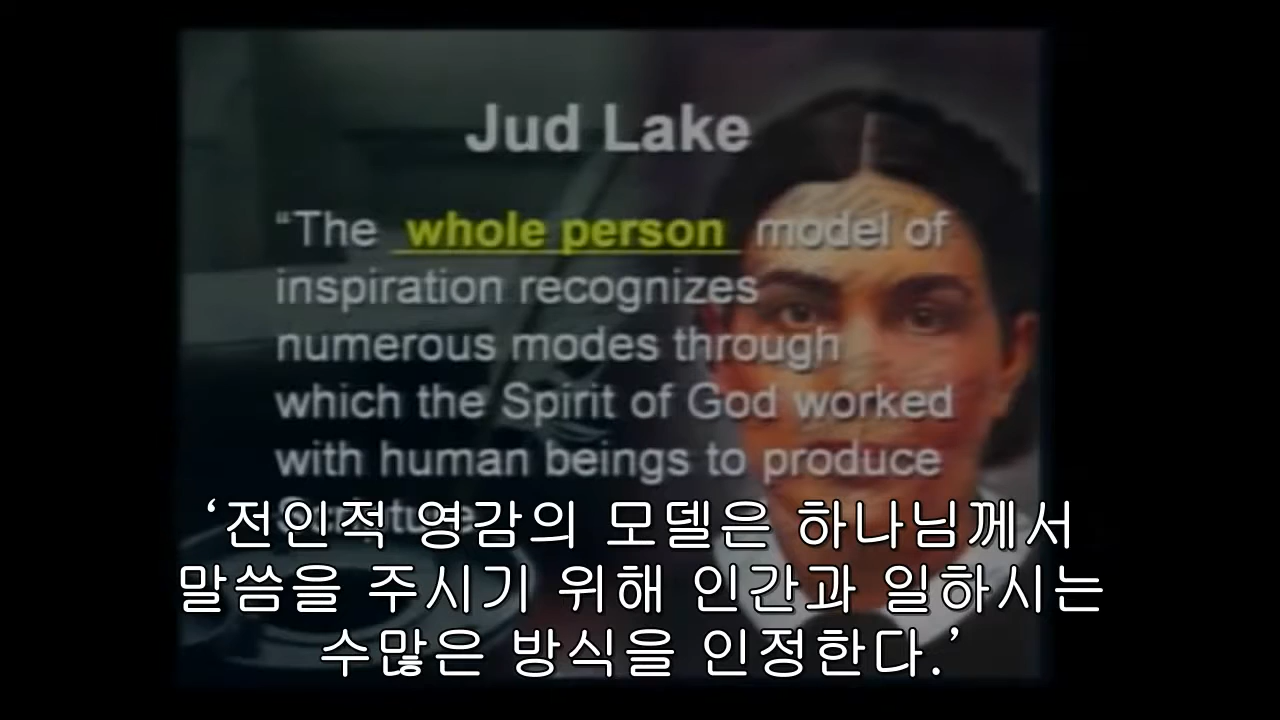 Jud Lake
“The whole person model of
inspiration recognizes
numerous modes through
which the Spirit of God worked
with human beings to produce
‘전인적 영감의 모델은 하나님께서
말씀을 주시기 위해 인간과 일하시는
수많은 방식을 인정한다.’